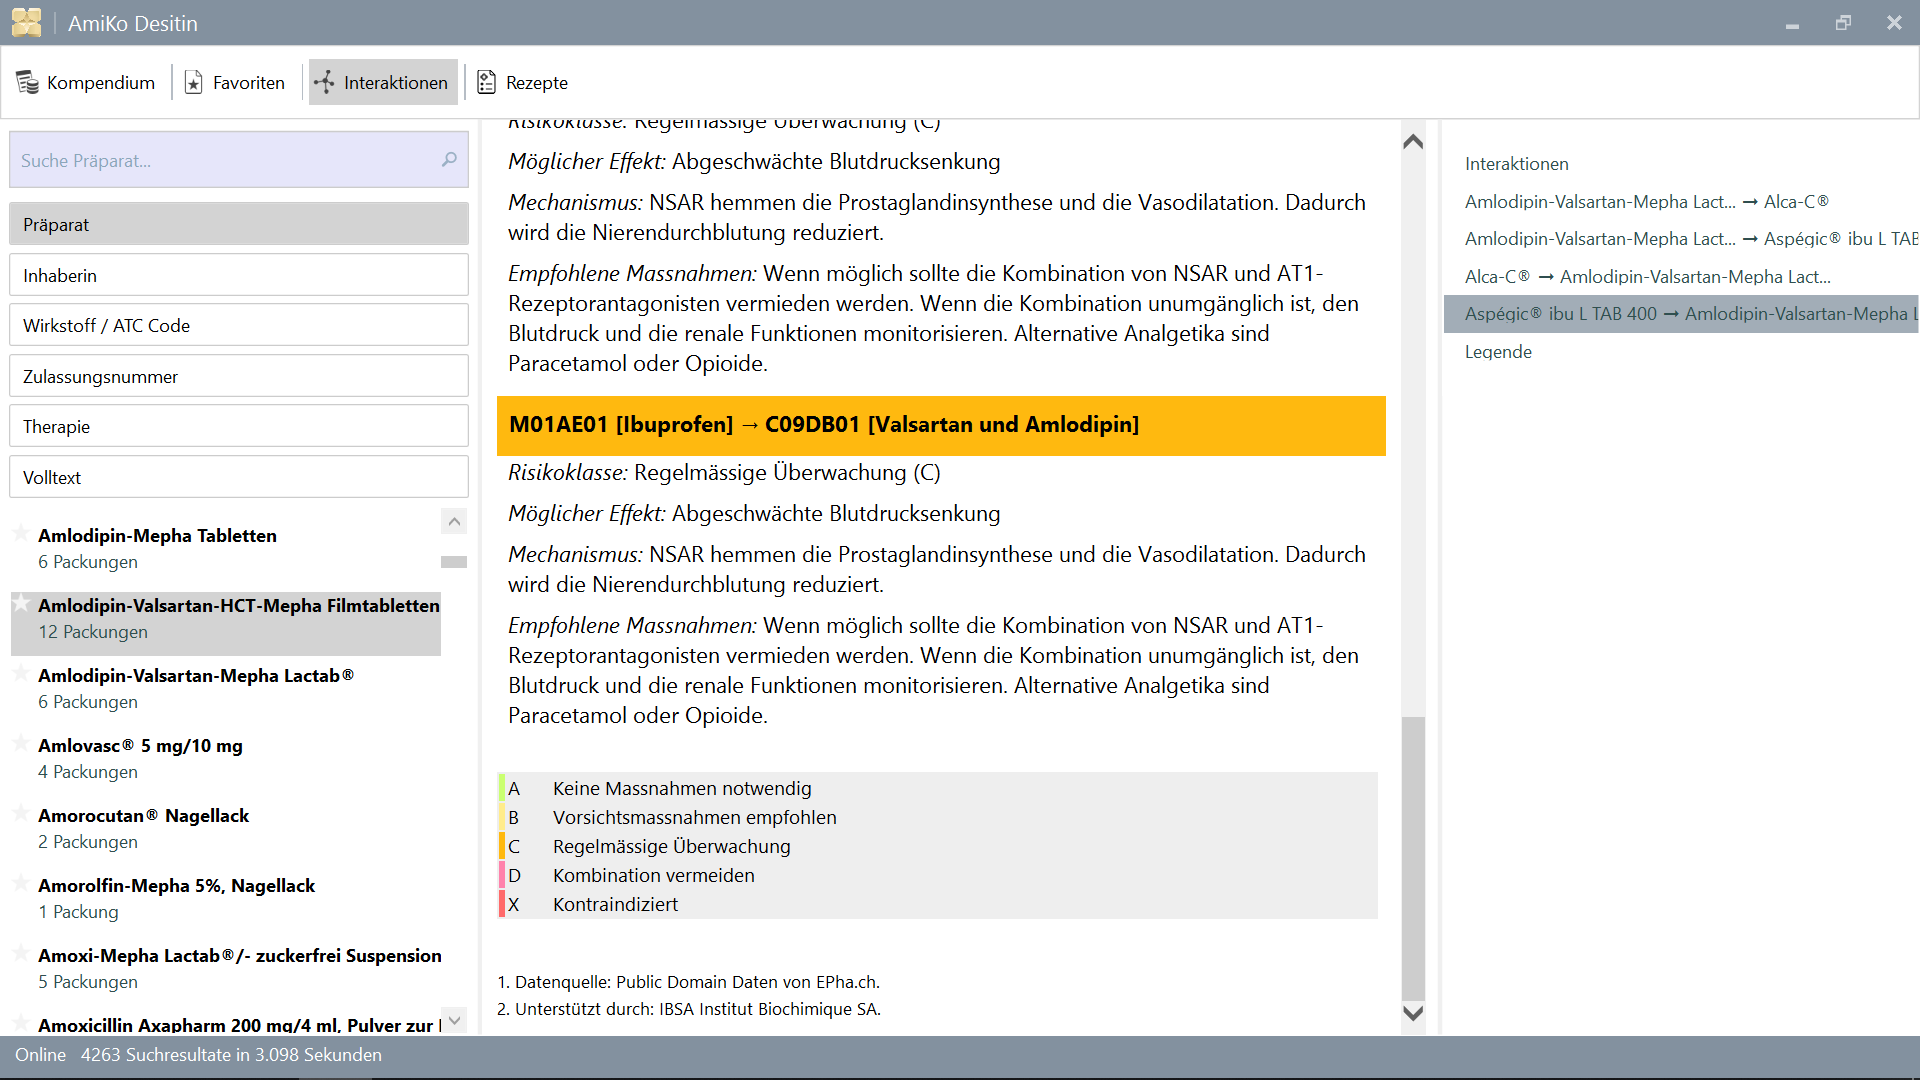 AmiKo Desitin
Kompendium
Favoriten
Interaktionen
Rezepte
Suche Präparat...
Präparat
Inhaberin
Wirkstoff / ATC Code
Zulassungsnummer
Therapie
Volltext
Amlodipin-Mepha Tabletten
6 Packungen
Amlodipin-Valsartan-HCT-Mepha Filmtabletten
12 Packungen
Amlodipin-Valsartan-Mepha Lactab®
6 Packungen
Amlovasc® 5 mg/10 mg
4 Packungen
Amorocutan® Nagellack
2 Packungen
Amorolfin-Mepha 5%, Nagellack
1 Packung
Amoxi-Mepha Lactab®/- zuckerfrei Suspension
5 Packungen
Amoxicillin Axapharm 200 mg/4 ml, Pulver zur
Risikoklasse: Regelmässige Überwachung (C)
Möglicher Effekt: Abgeschwächte Blutdrucksenkung
Mechanismus: NSAR hemmen die Prostaglandinsynthese und die Vasodilatation. Dadurch
wird die Nierendurchblutung reduziert.
Empfohlene Massnahmen: Wenn möglich sollte die Kombination von NSAR und AT1-
Rezeptorantagonisten vermieden werden. Wenn die Kombination unumgänglich ist, den
Blutdruck und die renale Funktionen monitorisieren. Alternative Analgetika sind
Paracetamol oder Opioide.
M01AE01 [Ibuprofen] → C09DB01 [Valsartan und Amlodipin]
Risikoklasse: Regelmässige Überwachung (C)
Möglicher Effekt: Abgeschwächte Blutdrucksenkung
Mechanismus: NSAR hemmen die Prostaglandinsynthese und die Vasodilatation. Dadurch
wird die Nierendurchblutung reduziert.
Empfohlene Massnahmen: Wenn möglich sollte die Kombination von NSAR und AT1-
Rezeptorantagonisten vermieden werden. Wenn die Kombination unumgänglich ist, den
Blutdruck und die renale Funktionen monitorisieren. Alternative Analgetika sind
Paracetamol oder Opioide.
A Keine Massnahmen notwendig
B Vorsichtsmassnahmen empfohlen
C Regelmässige Überwachung
D Kombination vermeiden
X Kontraindiziert
1. Datenquelle: Public Domain Daten von EPha.ch.
2. Unterstützt durch: IBSA Institut Biochimique SA.
Interaktionen
Amlodipin-Valsartan-Mepha Lact... → Alca-C®
Amlodipin-Valsartan-Mepha Lact... → Aspégic® ibu L TAB
Alca-C® → Amlodipin-Valsartan-Mepha Lact...
Aspégic® ibu L TAB 400 → Amlodipin-Valsartan-Mepha L
Legende
Online 4263 Suchresultate in 3.098 Sekunden